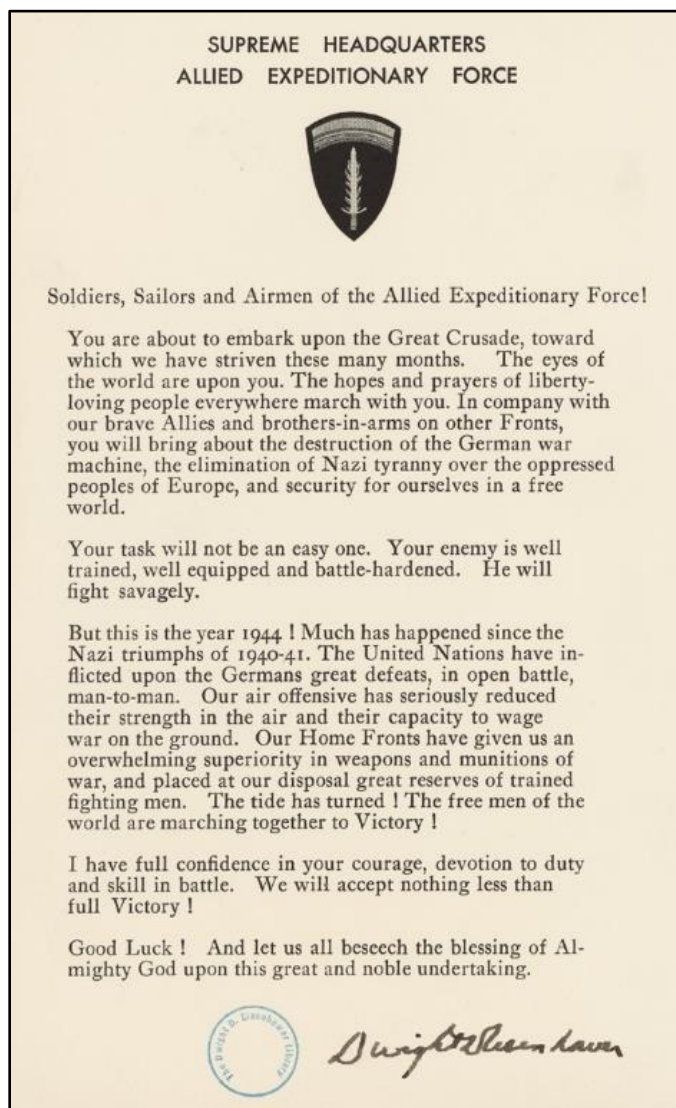 SUPREME HEADQUARTERS
ALLIED EXPEDITIONARY FORCE
Soldiers, Sailors and Airmen of the Allied Expeditionary Force!
You are about to embark upon the Great Crusade, toward
which we have striven these many months. The eyes of
the world are upon you. The hopes and prayers of liberty-
loving people everywhere march with you. In company with
our brave Allies and brothers-in-arms on other Fronts,
you will bring about the destruction of the German war
machine, the elimination of Nazi tyranny over the oppressed
peoples of Europe, and security for ourselves in a free
world.
Your task will not be an easy one. Your enemy is well
trained, well equipped and battle-hardened. He will
fight savagely.
But this is the year 1944 ! Much has happened since the
Nazi triumphs of 1940-41. The United Nations have in-
flicted upon the Germans great defeats, in open battle,
man-to-man. Our air offensive has seriously reduced
their strength in the air and their capacity to wage
war on the ground. Our Home Fronts have given us an
overwhelming superiority in weapons and munitions of
war, and placed at our disposal great reserves of trained
fighting men. The tide has turned ! The free men of the
world are marching together to Victory !
I have full confidence in your courage, devotion to duty
and skill in battle. We will accept nothing less than
full Victory !
Good Luck ! And let us all beseech the blessing of Al-
mighty God upon this great and noble undertaking.
The Dwight D. Eisenhower Library
Dwight D Eisenhower